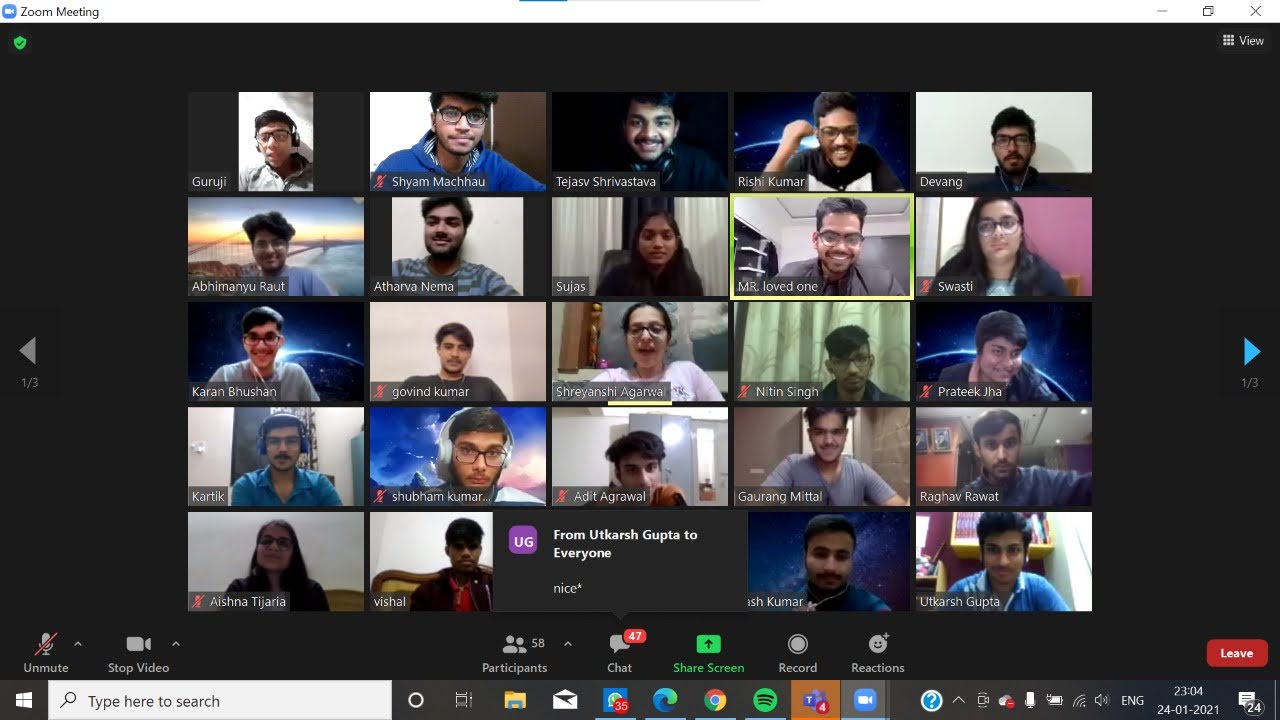 Zoom Meeting
View
Guruji
Shyam Machhau
Tejasv Shrivastava
Rishi Kumar
Devang
Abhimanyu Raut
Atharva Nema
Sujas
MR. loved one
Swasti
1/3
1/3
Karan Bhushan
govind kumar
Shreyanshi Agarwal
Nitin Singh
Prateek Jha
Kartik
shubham kumar...
Adit Agrawal
Gaurang Mittal
Raghav Rawat
Aishna Tijaria
vishal
UG
From Utkarsh Gupta to
Everyone
nice*
ash Kumar
Utkarsh Gupta
58
47
Unmute
Stop Video
Participants
Chat
Share Screen
Record
Reactions
Leave
Type here to search
35
4
ENG
23:04
24-01-2021
24